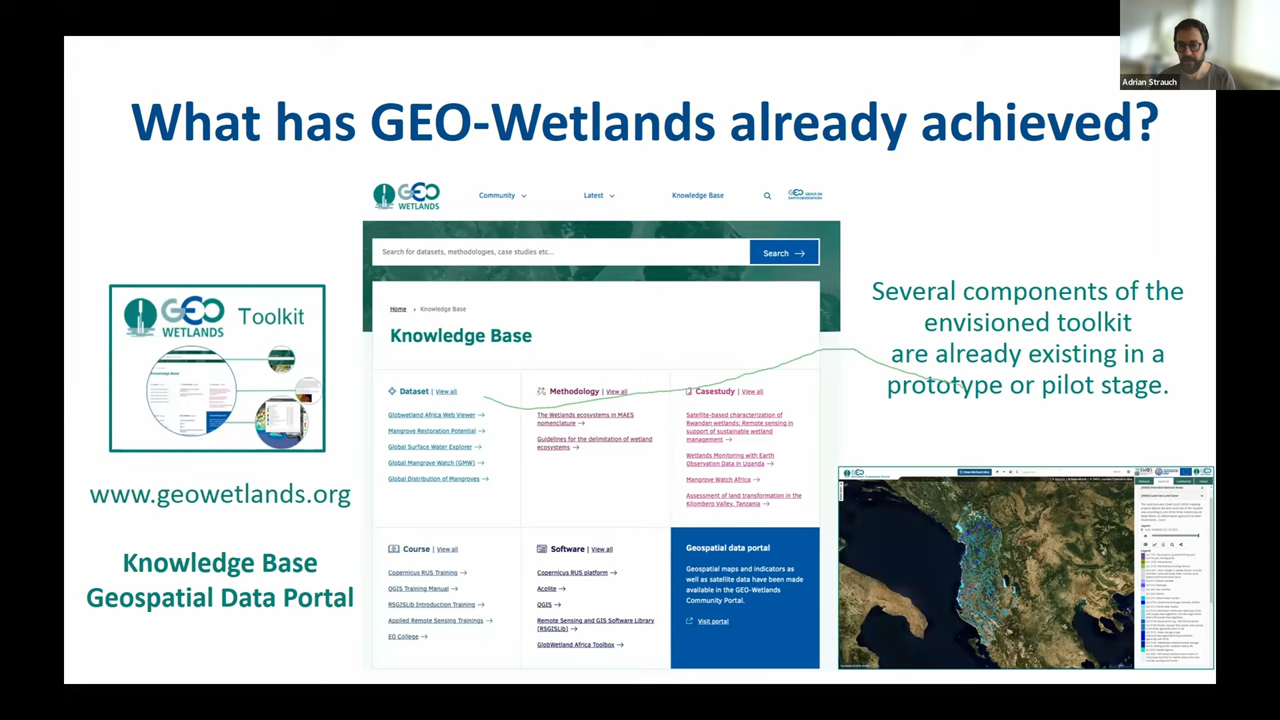 Adrian Strauch
What has GEO-Wetlands already achieved?
GEO
WETLANDS
Community
Latest
Knowledge Base
GEO GROUP ON
EARTH OBSERVATIONS
Search for datasets, methodologies, case studies etc...
Search →
Home › Knowledge Base
Knowledge Base
Dataset | View all
Globwetland Africa Web Viewer →
Mangrove Restoration Potential →
Global Surface Water Explorer →
Global Mangrove Watch (GMW) →
Global Distribution of Mangroves →
Methodology | View all
The Wetlands ecosystems in MAES
nomenclature →
Guidelines for the delimitation of wetland
ecosystems →
Casestudy | View all
Satellite-based characterization of
Rwandan wetlands: Remote sensing in
support of sustainable wetland
management →
Wetlands Monitoring with Earth
Observation Data in Uganda →
Mangrove Watch Africa →
Assessment of land transformation in the
Kilombero Valley, Tanzania →
Course | View all
Copernicus RUS Training →
QGIS Training Manual →
RSGISLib Introduction Training →
Applied Remote Sensing Trainings →
EO College →
Software | View all
Copernicus RUS platform →
Acolite →
QGIS →
Remote Sensing and GIS Software Library
(RSGISLib) →
GlobWetland Africa Toolbox →
Geospatial data portal
Geospatial maps and indicators as
well as satellite data have been made
available in the GEO-Wetlands
Community Portal.
Visit portal
GEO
WETLANDS
Toolkit
www.geowetlands.org
Knowledge Base
Geospatial Data Portal
Several components of the
envisioned toolkit
are already existing in a
prototype or pilot stage.